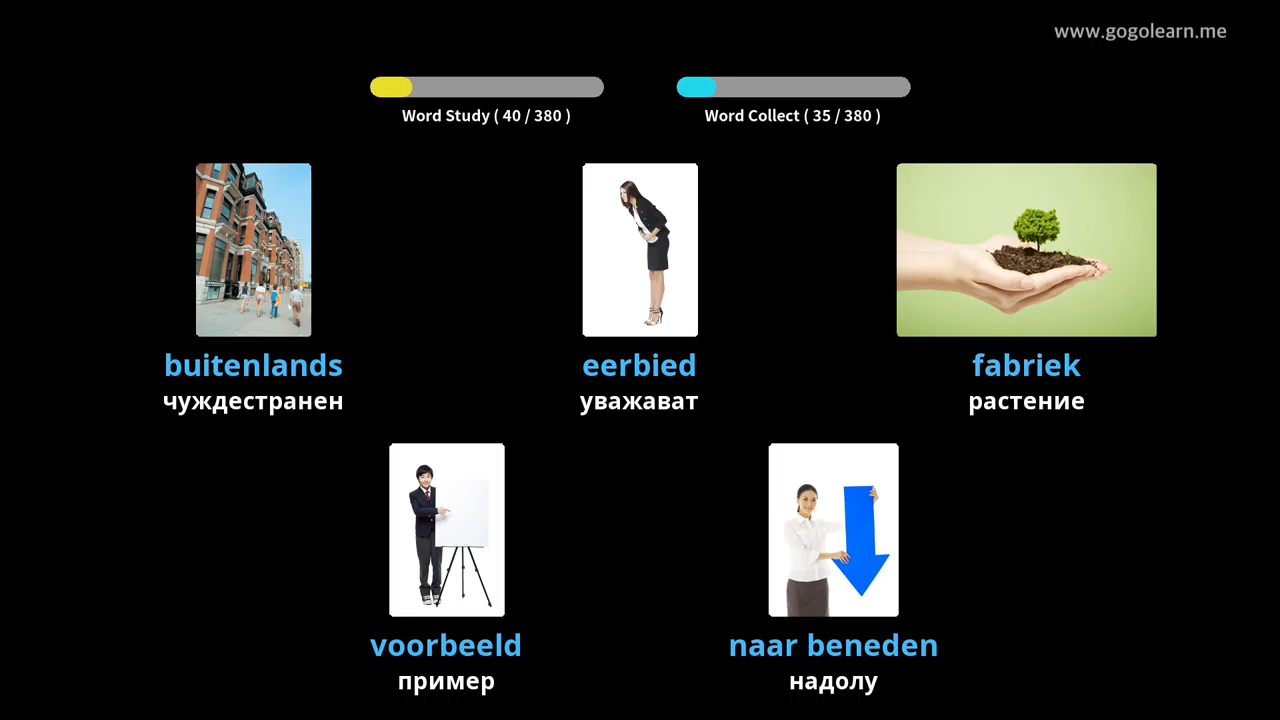 www.gogolearn.me
Word Study ( 40 / 380 )
Word Collect ( 35 / 380 )
buitenlands
чуждестранен
eerbied
уважават
fabriek
растение
voorbeeld
пример
naar beneden
надолу